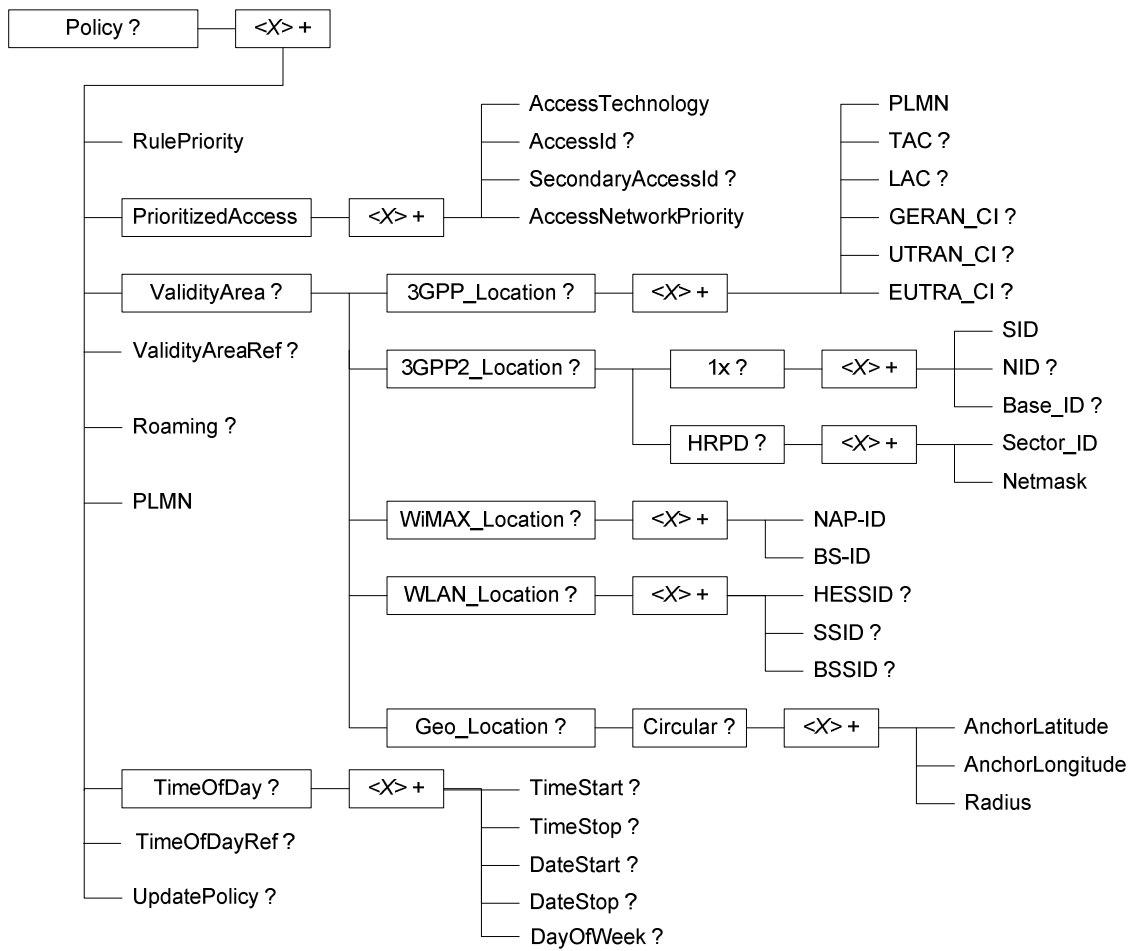 Policy ?
<X> +
AccessTechnology
PLMN
RulePriority
AccessId ?
TAC ?
SecondaryAccessId ?
LAC ?
PrioritizedAccess
<X> +
AccessNetworkPriority
GERAN_CI ?
UTRAN_CI ?
ValidityArea ?
3GPP_Location ?
<X> +
EUTRA_CI ?
SID
ValidityAreaRef ?
3GPP2_Location ?
1x ?
<X> +
NID ?
Base_ID ?
Roaming ?
HRPD ?
<X> +
Sector_ID
Netmask
PLMN
WiMAX_Location ?
<X> +
NAP-ID
BS-ID
WLAN_Location ?
<X> +
HESSID ?
SSID ?
BSSID ?
Geo_Location ?
Circular ?
<X> +
AnchorLatitude
AnchorLongitude
Radius
TimeOfDay ?
<X> +
TimeStart ?
TimeStop ?
TimeOfDayRef ?
DateStart ?
UpdatePolicy ?
DateStop ?
DayOfWeek ?